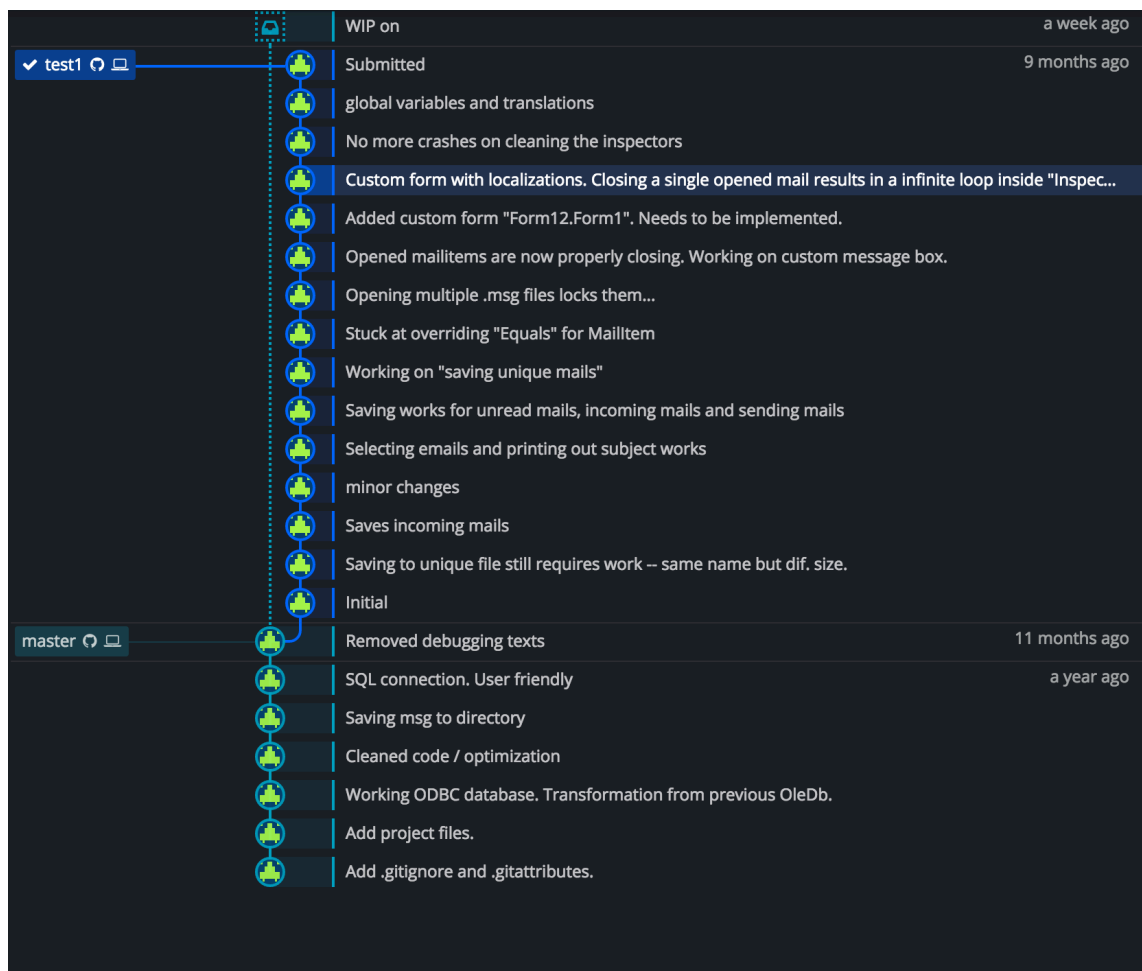 WIP on a week ago
test1 Submitted 9 months ago
global variables and translations
No more crashes on cleaning the inspectors
Custom form with localizations. Closing a single opened mail results in a infinite loop inside "Inspec...
Added custom form "Form12.Form1". Needs to be implemented.
Opened mailitems are now properly closing. Working on custom message box.
Opening multiple .msg files locks them...
Stuck at overriding "Equals" for MailItem
Working on "saving unique mails"
Saving works for unread mails, incoming mails and sending mails
Selecting emails and printing out subject works
minor changes
Saves incoming mails
Saving to unique file still requires work -- same name but dif. size.
Initial
master Removed debugging texts 11 months ago
SQL connection. User friendly a year ago
Saving msg to directory
Cleaned code / optimization
Working ODBC database. Transformation from previous OleDb.
Add project files.
Add .gitignore and .gitattributes.